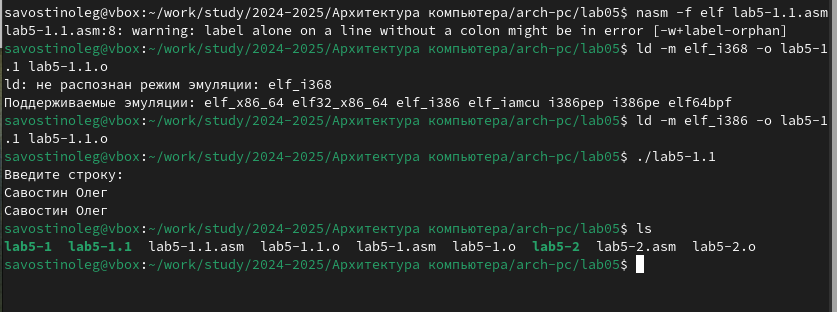 savostinoleg@vbox:~/work/study/2024-2025/Архитектура компьютера/arch-pc/lab05$ nasm -f elf lab5-1.1.asm
lab5-1.1.asm:8: warning: label alone on a line without a colon might be in error [-w+label-orphan]
savostinoleg@vbox:~/work/study/2024-2025/Архитектура компьютера/arch-pc/lab05$ ld -m elf_i368 -o lab5-1
.1 lab5-1.1.o
ld: не распознан режим эмуляции: elf_i368
Поддерживаемые эмуляции: elf_x86_64 elf32_x86_64 elf_i386 elf_iamcu i386pep i386pe elf64bpf
savostinoleg@vbox:~/work/study/2024-2025/Архитектура компьютера/arch-pc/lab05$ ld -m elf_i386 -o lab5-1
.1 lab5-1.1.o
savostinoleg@vbox:~/work/study/2024-2025/Архитектура компьютера/arch-pc/lab05$ ./lab5-1.1
Введите строку:
Савостин Олег
Савостин Олег
savostinoleg@vbox:~/work/study/2024-2025/Архитектура компьютера/arch-pc/lab05$ ls
lab5-1  lab5-1.1  lab5-1.1.asm  lab5-1.1.o  lab5-1.asm  lab5-1.o  lab5-2  lab5-2.asm  lab5-2.o
savostinoleg@vbox:~/work/study/2024-2025/Архитектура компьютера/arch-pc/lab05$